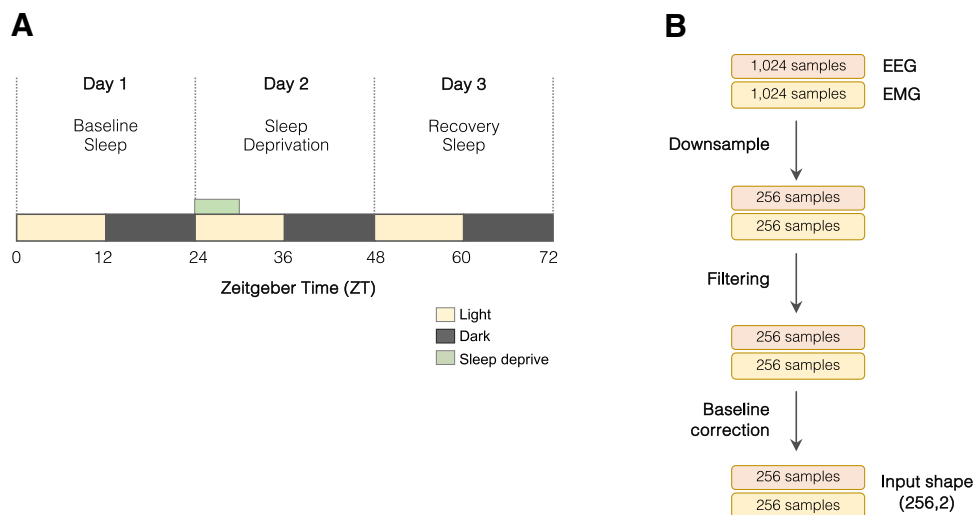 A
Day 1
Day 2
Day 3
Baseline
Sleep
Sleep
Deprivation
Recovery
Sleep
0
12
24
36
48
60
72
Zeitgeber Time (ZT)
Light
Dark
Sleep deprive
B
1,024 samples
EEG
1,024 samples
EMG
Downsample
256 samples
256 samples
Filtering
256 samples
256 samples
Baseline
correction
256 samples
256 samples
Input shape
(256,2)